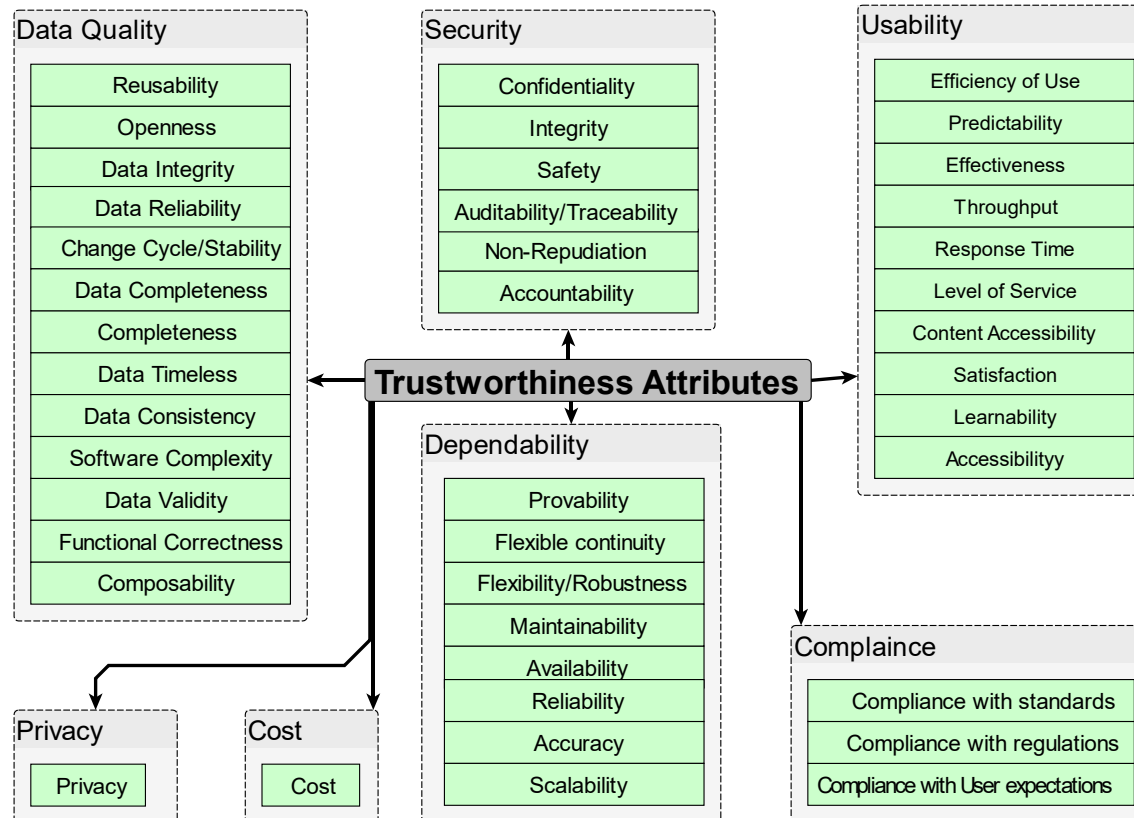 Data Quality
Reusability
Openness
Data Integrity
Data Reliability
Change Cycle/Stability
Data Completeness
Completeness
Data Timeless
Data Consistency
Software Complexity
Data Validity
Functional Correctness
Composability
Security
Confidentiality
Integrity
Safety
Auditability/Traceability
Non-Repudiation
Accountability
Usability
Efficiency of Use
Predictability
Effectiveness
Throughput
Response Time
Level of Service
Content Accessibility
Satisfaction
Learnability
Accessibilityy
Trustworthiness Attributes
Dependability
Provability
Flexible continuity
Flexibility/Robustness
Maintainability
Availability
Reliability
Accuracy
Scalability
Privacy
Privacy
Cost
Cost
Complaince
Compliance with standards
Compliance with regulations
Compliance with User expectations